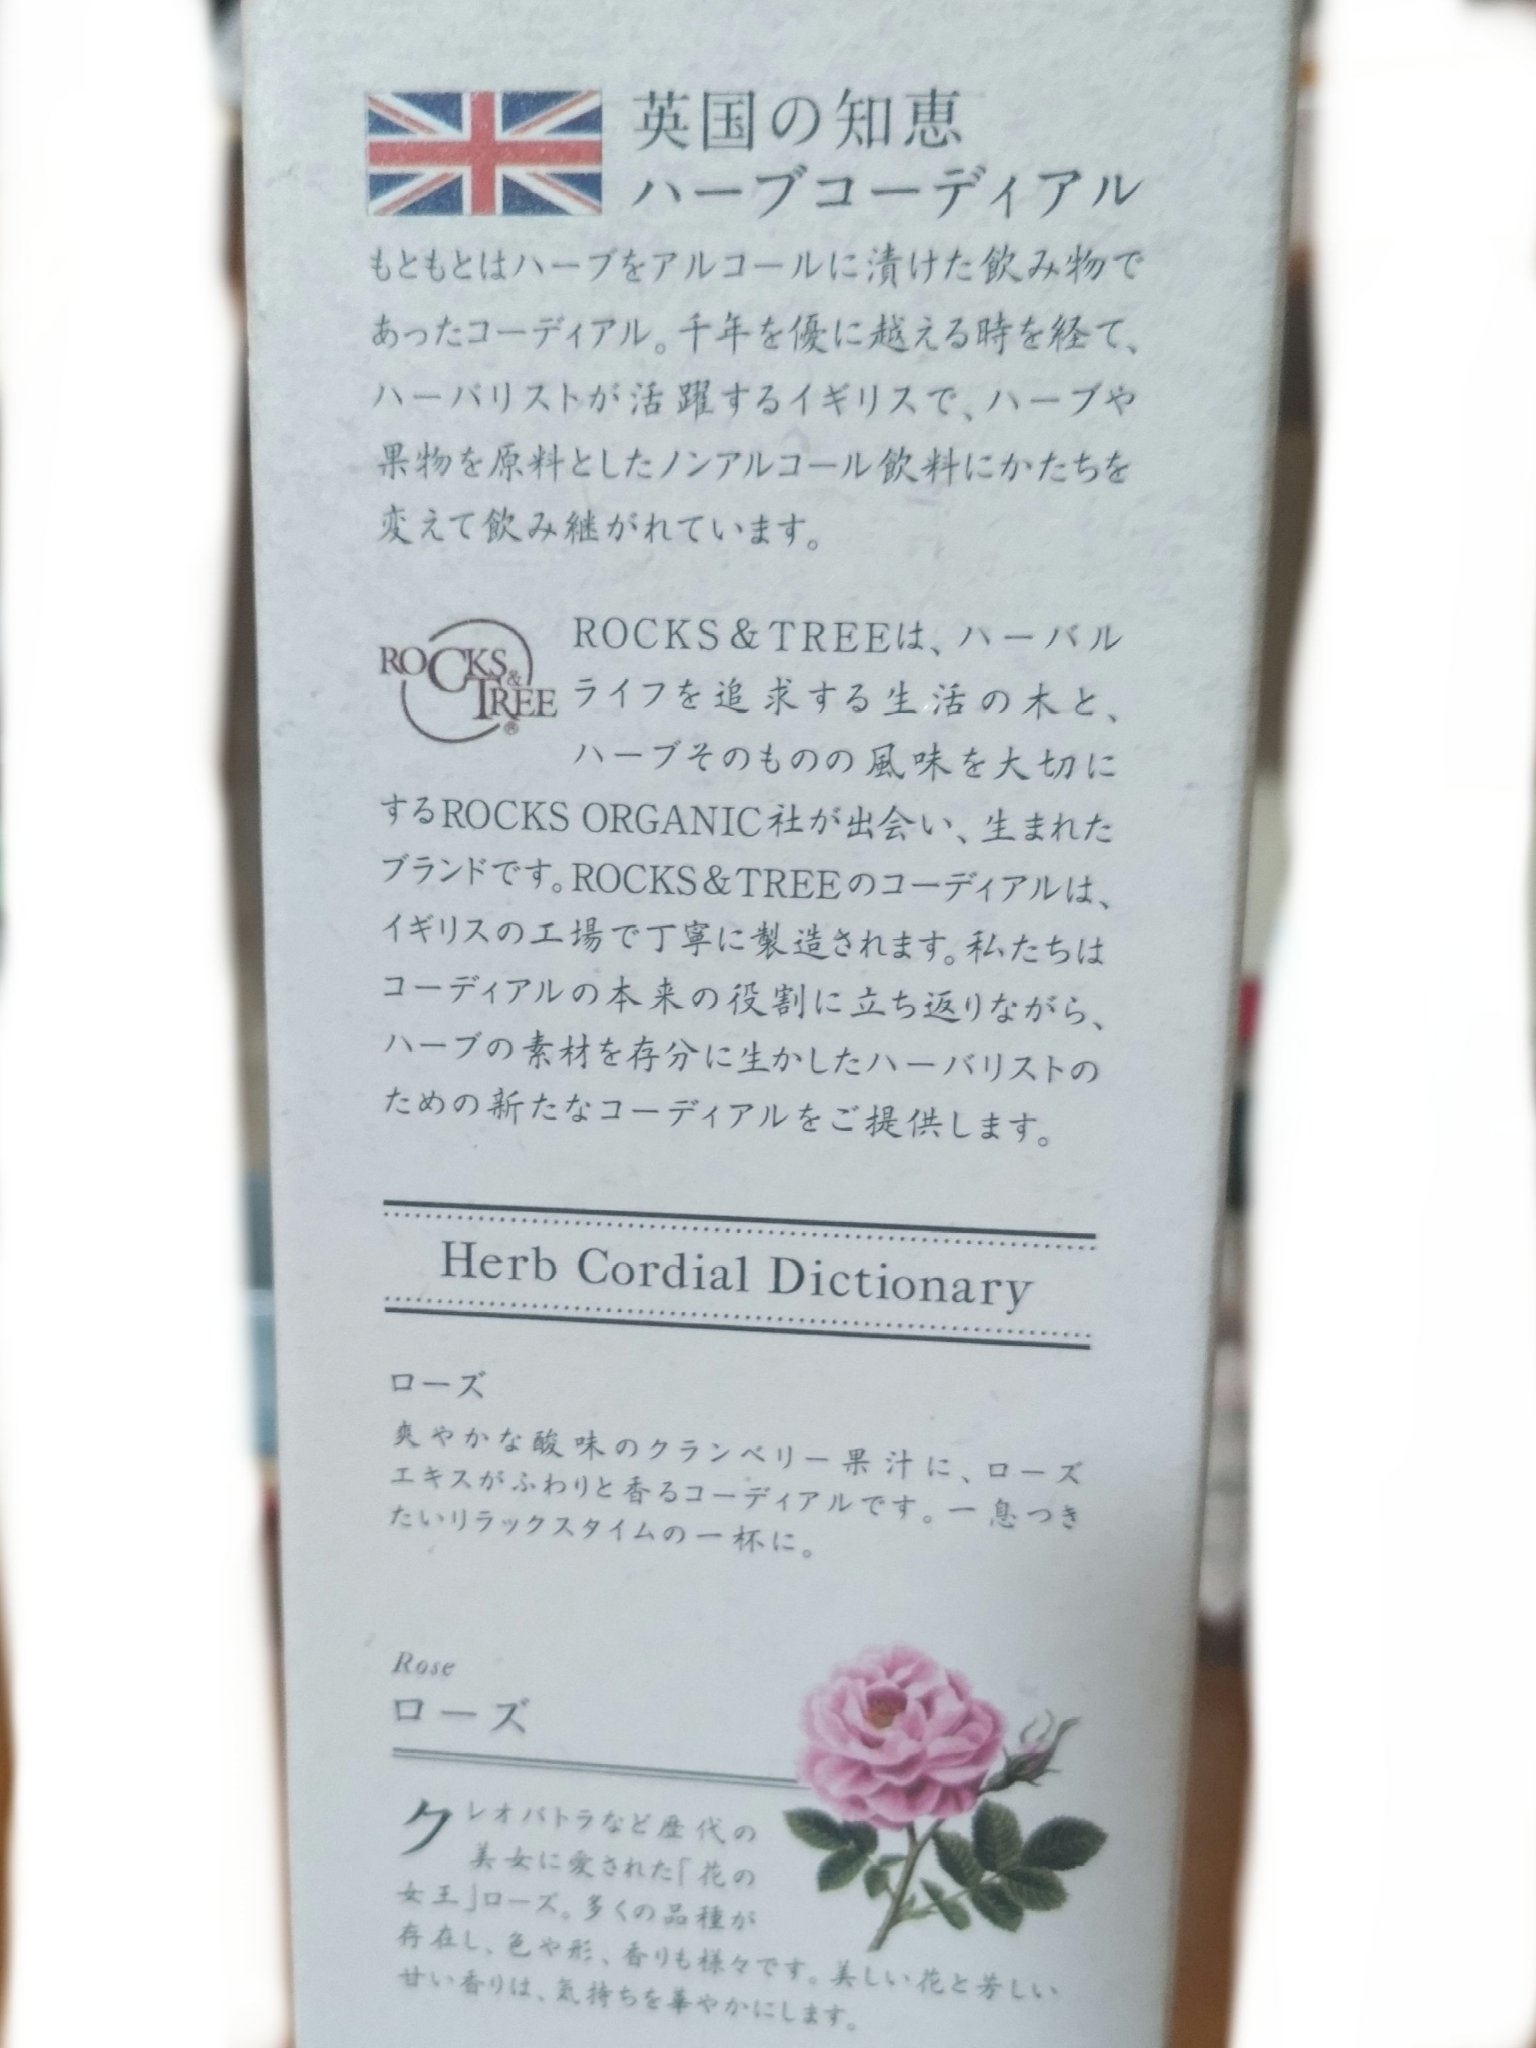 英国の知恵
ハーブコーディアル
もともとはハーブをアルコールに漬けた飲み物で
あったコーディアル。千年を優に越える時を経て、
ハーバリストが活躍するイギリスで、ハーブや
果物を原料としたノンアルコール飲料にかたちを
変えて飲み継がれています。
ROCKS & TREE®
ROCKS&TREEは、ハーバル
ライフを追求する生活の木と、
ハーブそのものの風味を大切に
するROCKS ORGANIC社が出会い、生まれた
ブランドです。ROCKS&TREEのコーディアルは、
イギリスの工場で丁寧に製造されます。私たちは
コーディアルの本来の役割に立ち返りながら、
ハーブの素材を存分に生かしたハーバリストの
ための新たなコーディアルをご提供します。
Herb Cordial Dictionary
ローズ
爽やかな酸味のクランベリー果汁に、ローズ
エキスがふわりと香るコーディアルです。一息つき
たいリラックスタイムの一杯に。
Rose
ローズ
クレオパトラなど歴代の
美女に愛された「花の
女王」ローズ。多くの品種が
存在し、色や形、香りも様々です。美しい花と芳しい
甘い香りは、気持ちを華やかにします。